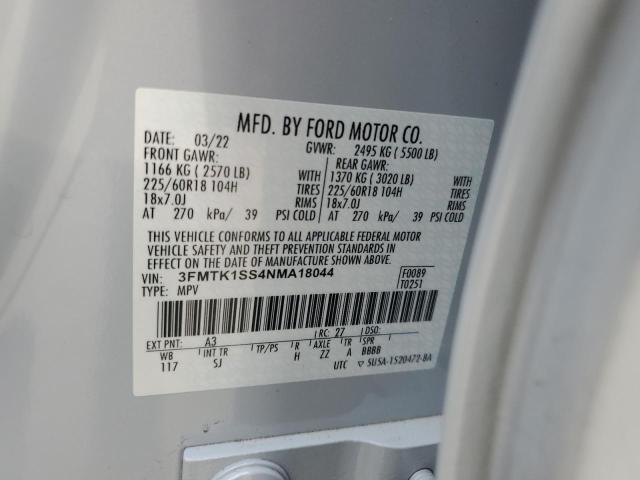 MFD. BY FORD MOTOR CO.
DATE: 03/22 GVWR: 2495 KG ( 5500 LB)
FRONT GAWR: REAR GAWR:
1166 KG ( 2570 LB) WITH 1370 KG ( 3020 LB) WITH
225/60R18 104H TIRES 225/60R18 104H TIRES
18x7.0J RIMS 18x7.0J RIMS
AT 270 kPa/ 39 PSI COLD AT 270 kPa/ 39 PSI COLD
THIS VEHICLE CONFORMS TO ALL APPLICABLE FEDERAL MOTOR
VEHICLE SAFETY AND THEFT PREVENTION STANDARDS IN
EFFECT ON THE DATE OF MANUFACTURE SHOWN ABOVE.
VIN: 3FMTK1SS4NMA18044 F0089
TYPE: MPV T0251
EXT PNT: A3 RC: 27 DSO:
WB INT TR TP/PS R AXLE TR SPR
117 SJ H ZZ A BBBB
UTC ▽ 5U5A-1520472-BA